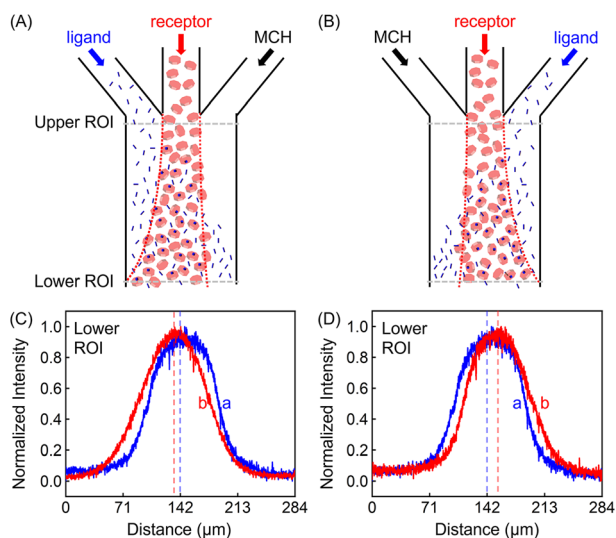 (A)
receptor
ligand
MCH
Upper ROI
Lower ROI
(B)
receptor
MCH
ligand
(C)
Lower
ROI
Normalized Intensity
1.0
0.8
0.6
0.4
0.2
0.0
b a
0 71 142 213 284
Distance (μm)
(D)
Lower
ROI
Normalized Intensity
1.0
0.8
0.6
0.4
0.2
0.0
a b
0 71 142 213 284
Distance (μm)